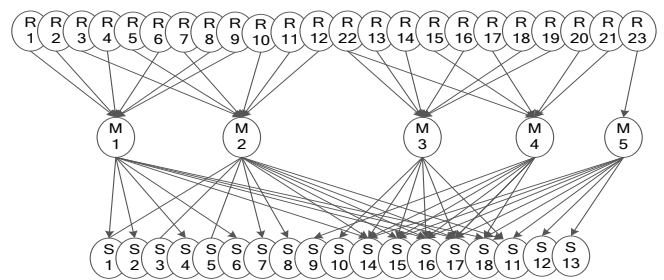 R R R R R R R R R R R R R R R R R R R R R R R
1 2 3 4 5 6 7 8 9 10 11 12 22 13 14 15 16 17 18 19 20 21 23
M M M M M
1 2 3 4 5
S S S S S S S S S S S S S S S S S S
1 2 3 4 5 6 7 8 9 10 14 15 16 17 18 11 12 13